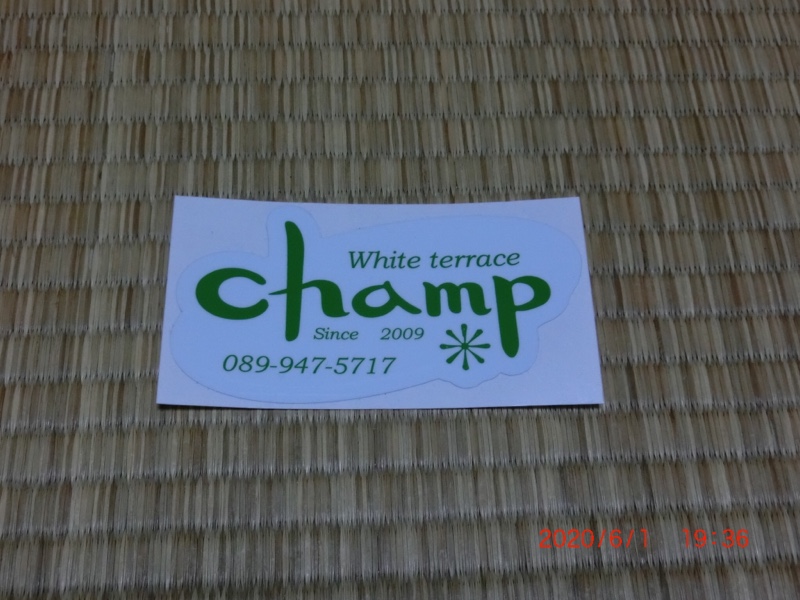 White terrace
champ
Since 2009
089-947-5717
2020/6/1 19:36